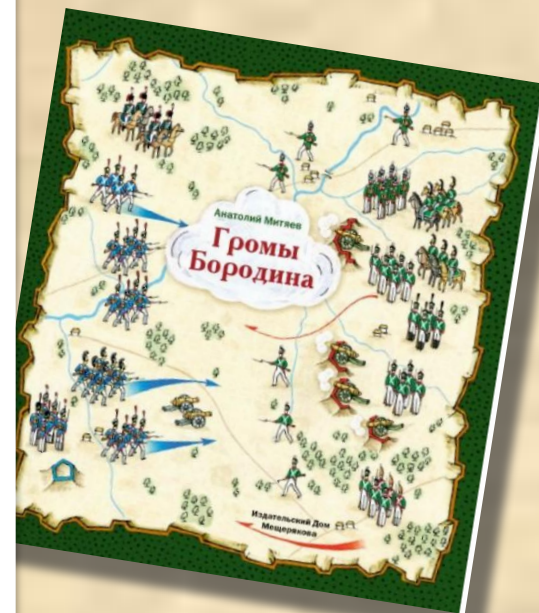 Анатолий Митяев
Громы
Бородина
Издательский Дом
Мещерякова